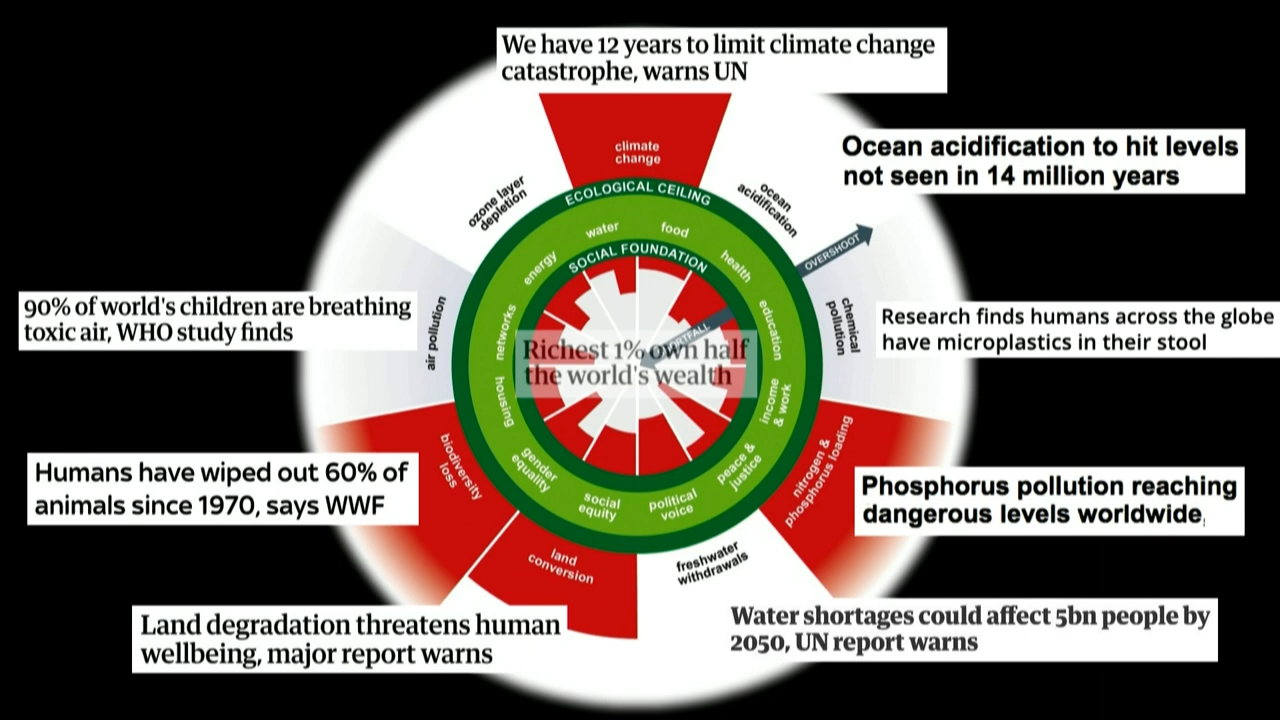 We have 12 years to limit climate change
catastrophe, warns UN
climate
change
Ocean acidification to hit levels
not seen in 14 million years
ozone layer
depletion
ocean
acidification
ECOLOGICAL CEILING
water
food
OVERSHOOT
energy
SOCIAL FOUNDATION
health
90% of world's children are breathing
toxic air, WHO study finds
air pollution
networks
education
chemical
pollution
Research finds humans across the globe
have microplastics in their stool
Richest 1% own half
the world's wealth
housing
income
& work
biodiversity
loss
gender
equality
peace &
justice
nitrogen &
phosphorus loading
Humans have wiped out 60% of
animals since 1970, says WWF
social
equity
political
voice
Phosphorus pollution reaching
dangerous levels worldwide
land
conversion
freshwater
withdrawals
Land degradation threatens human
wellbeing, major report warns
Water shortages could affect 5bn people by
2050, UN report warns